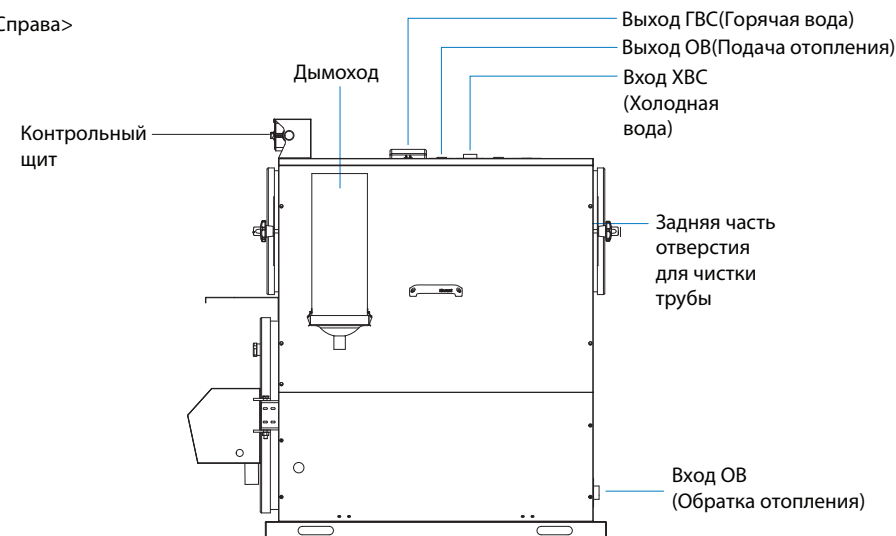 Справа>
Выход ГВС(Горячая вода)
Выход ОВ(Подача отопления)
Дымоход
Вход ХВС
(Холодная
вода)
Контрольный
щит
Задняя часть
отверстия
для чистки
трубы
Вход ОВ
(Обратка отопления)